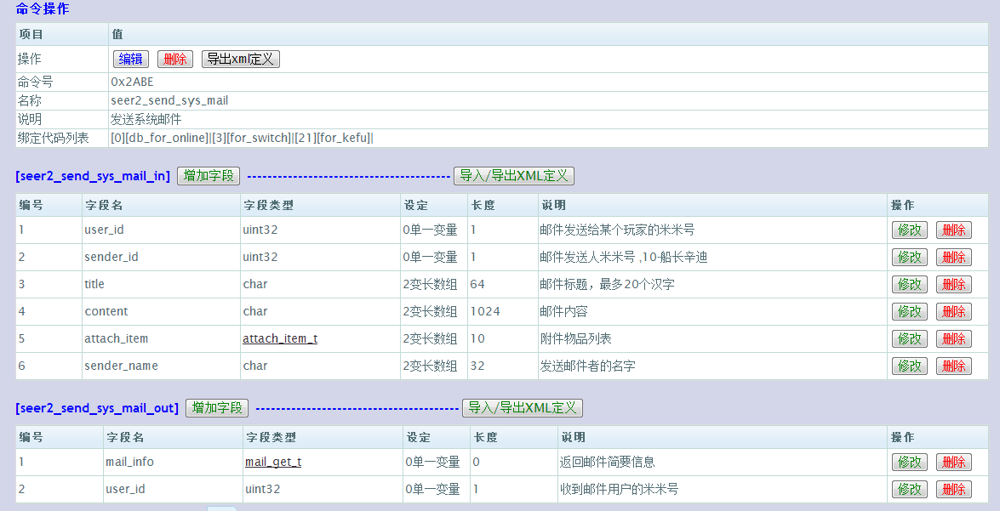 命令操作
项目 值
操作 编辑 删除 导出xml定义
命令号 0x2ABE
名称 seer2_send_sys_mail
说明 发送系统邮件
绑定代码列表 [0][db_for_online]|[3][for_switch]|[21][for_kefu]|
[seer2_send_sys_mail_in] 增加字段 ------------------------------------ 导入/导出XML定义
编号 字段名 字段类型 设定 长度 说明 操作
1 user_id uint32 0单一变量 1 邮件发送给某个玩家的米米号 修改 删除
2 sender_id uint32 0单一变量 1 邮件发送人米米号 ,10-船长辛迪 修改 删除
3 title char 2变长数组 64 邮件标题，最多20个汉字 修改 删除
4 content char 2变长数组 1024 邮件内容 修改 删除
5 attach_item attach_item_t 2变长数组 10 附件物品列表 修改 删除
6 sender_name char 2变长数组 32 发送邮件者的名字 修改 删除
[seer2_send_sys_mail_out] 增加字段 ------------------------------------ 导入/导出XML定义
编号 字段名 字段类型 设定 长度 说明 操作
1 mail_info mail_get_t 0单一变量 0 返回邮件简要信息 修改 删除
2 user_id uint32 0单一变量 1 收到邮件用户的米米号 修改 删除